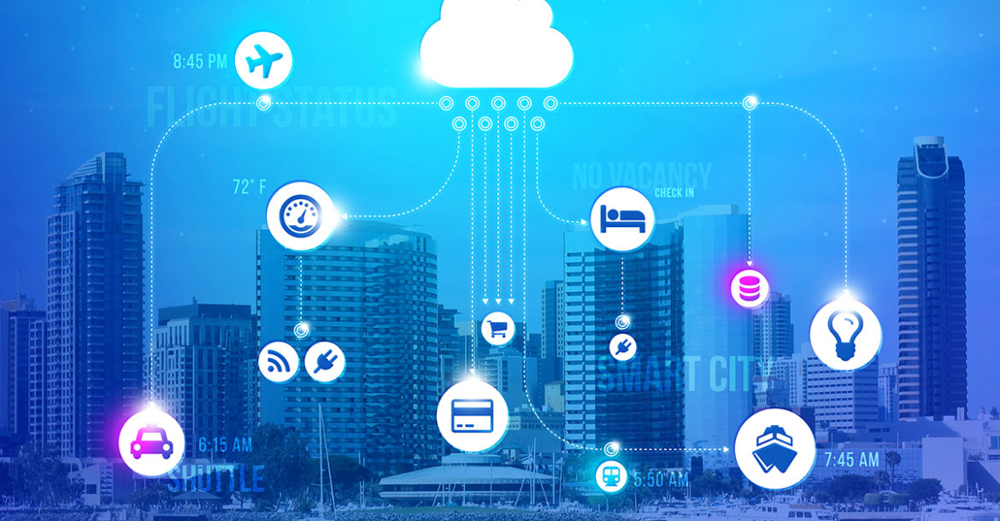 8:45 PM
FLIGHT STATUS
72° F
NO VACANCY
CHECK IN
SMART CITY
6:15 AM
SHUTTLE
5:50 AM
7:45 AM